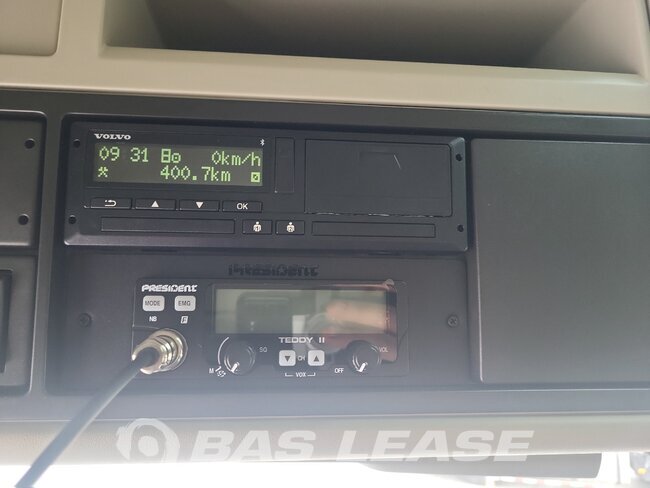 VOLVO
09 31 0km/h
400.7km
OK
PRESIDENT
PRESIDENT
MODE EMG
NB F
TEDDY II
SQ CH VOL
M OFF
VOX
BAS LEASE